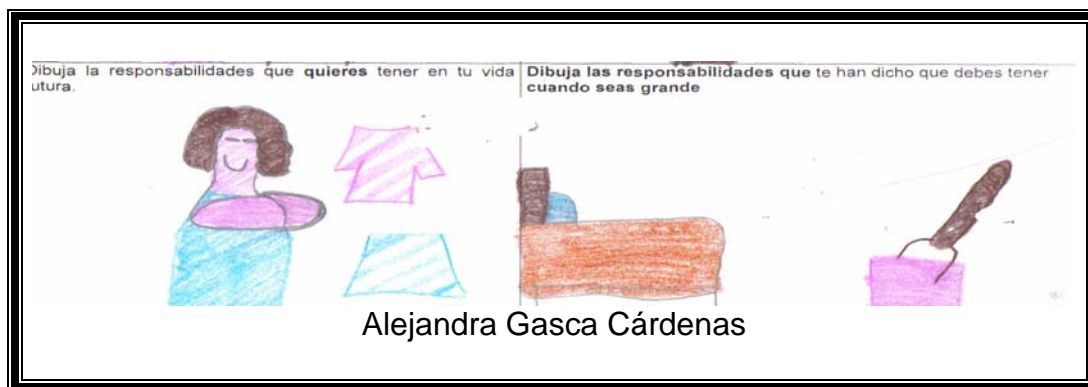 Dibuja la responsabilidades que quieres tener en tu vida
utura.
Dibuja las responsabilidades que te han dicho que debes tener
cuando seas grande
Alejandra Gasca Cárdenas